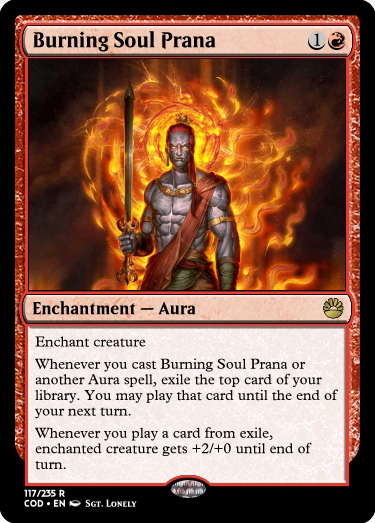 Burning Soul Prana 1
Enchantment — Aura
Enchant creature
Whenever you cast Burning Soul Prana or
another Aura spell, exile the top card of your
library. You may play that card until the end of
your next turn.
Whenever you play a card from exile,
enchanted creature gets +2/+0 until end of
turn.
117/235 R
COD • EN Sgt. Lonely